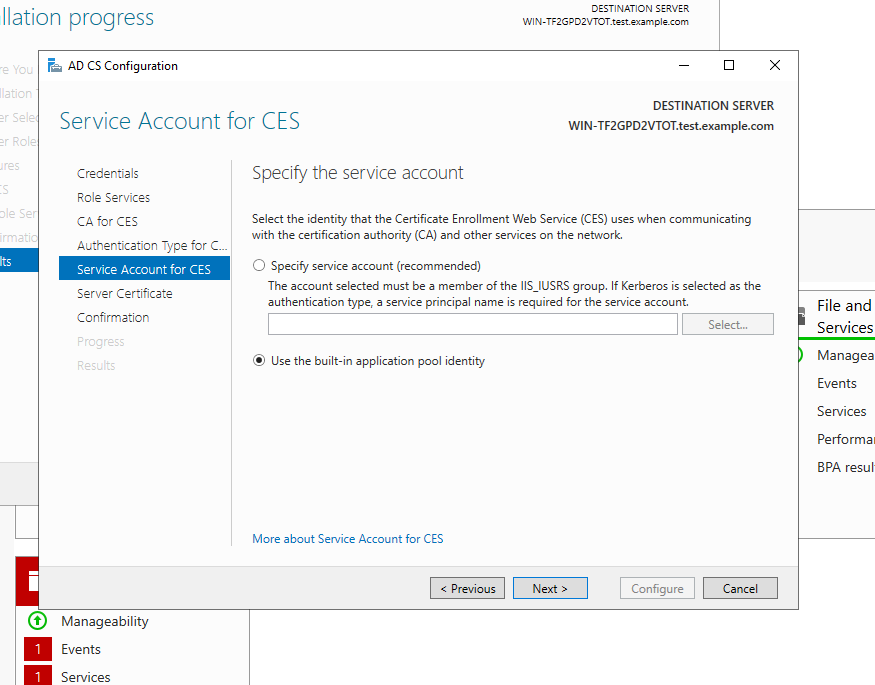 llation progress
DESTINATION SERVER
WIN-TF2GPD2VTOT.test.example.com
re You
llation
er Selec
er Role
ures
CS
ole Ser
irmatio
lts
AD CS Configuration
Service Account for CES
DESTINATION SERVER
WIN-TF2GPD2VTOT.test.example.com
Credentials
Role Services
CA for CES
Authentication Type for C...
Service Account for CES
Server Certificate
Confirmation
Progress
Results
Specify the service account
Select the identity that the Certificate Enrollment Web Service (CES) uses when communicating
with the certification authority (CA) and other services on the network.
Specify service account (recommended)
The account selected must be a member of the IIS_IUSRS group. If Kerberos is selected as the
authentication type, a service principal name is required for the service account.
Select...
Use the built-in application pool identity
More about Service Account for CES
< Previous
Next >
Configure
Cancel
File and
Services
Managea
Events
Services
Performa
BPA resul
Manageability
1
Events
1
Services